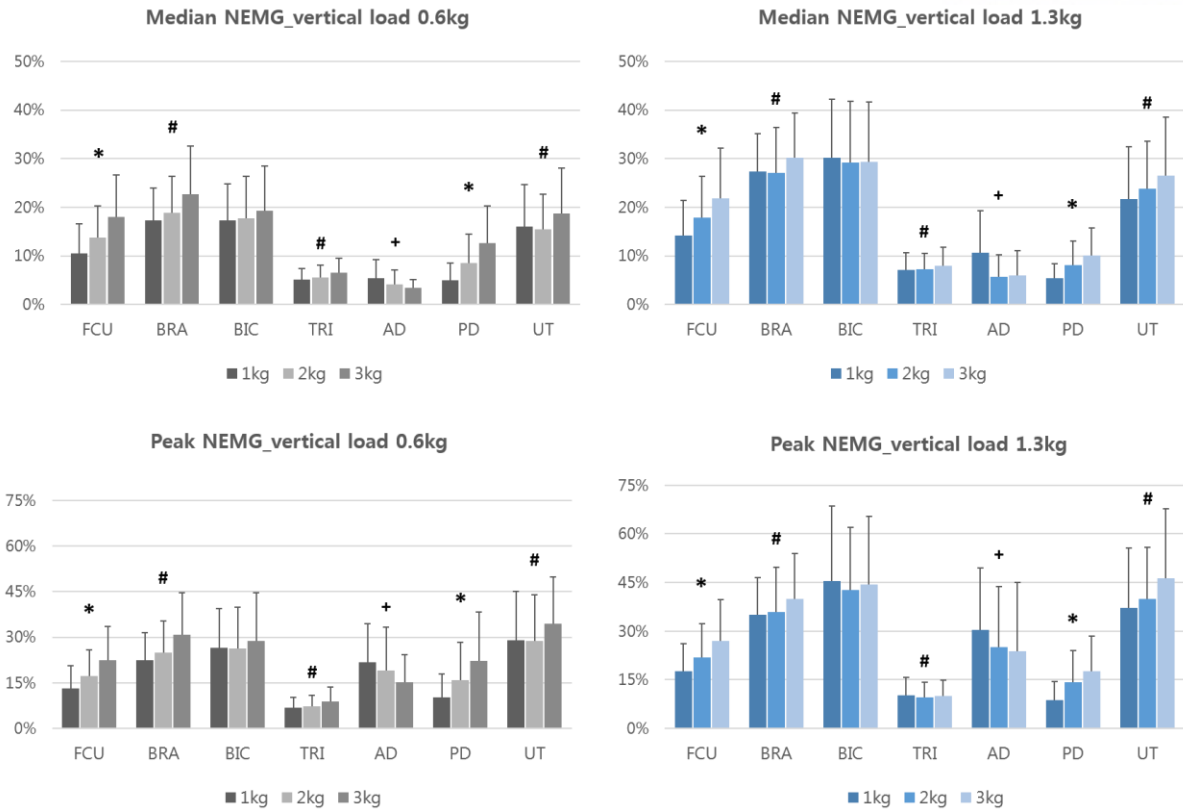 Median NEMG_vertical load 0.6kg
50%
40%
30%
20%
10%
0%
* # # + * #
FCU BRA BIC TRI AD PD UT
1kg 2kg 3kg
Median NEMG_vertical load 1.3kg
50%
40%
30%
20%
10%
0%
* # # + * #
FCU BRA BIC TRI AD PD UT
1kg 2kg 3kg
Peak NEMG_vertical load 0.6kg
75%
60%
45%
30%
15%
0%
* # # + * #
FCU BRA BIC TRI AD PD UT
1kg 2kg 3kg
Peak NEMG_vertical load 1.3kg
75%
60%
45%
30%
15%
0%
* # # + * #
FCU BRA BIC TRI AD PD UT
1kg 2kg 3kg